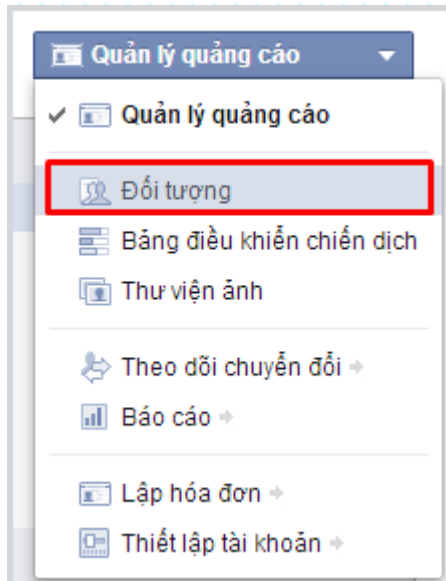 Quản lý quảng cáo
Quản lý quảng cáo
Đối tượng
Bảng điều khiển chiến dịch
Thư viện ảnh
Theo dõi chuyển đổi
Báo cáo
Lập hóa đơn
Thiết lập tài khoản